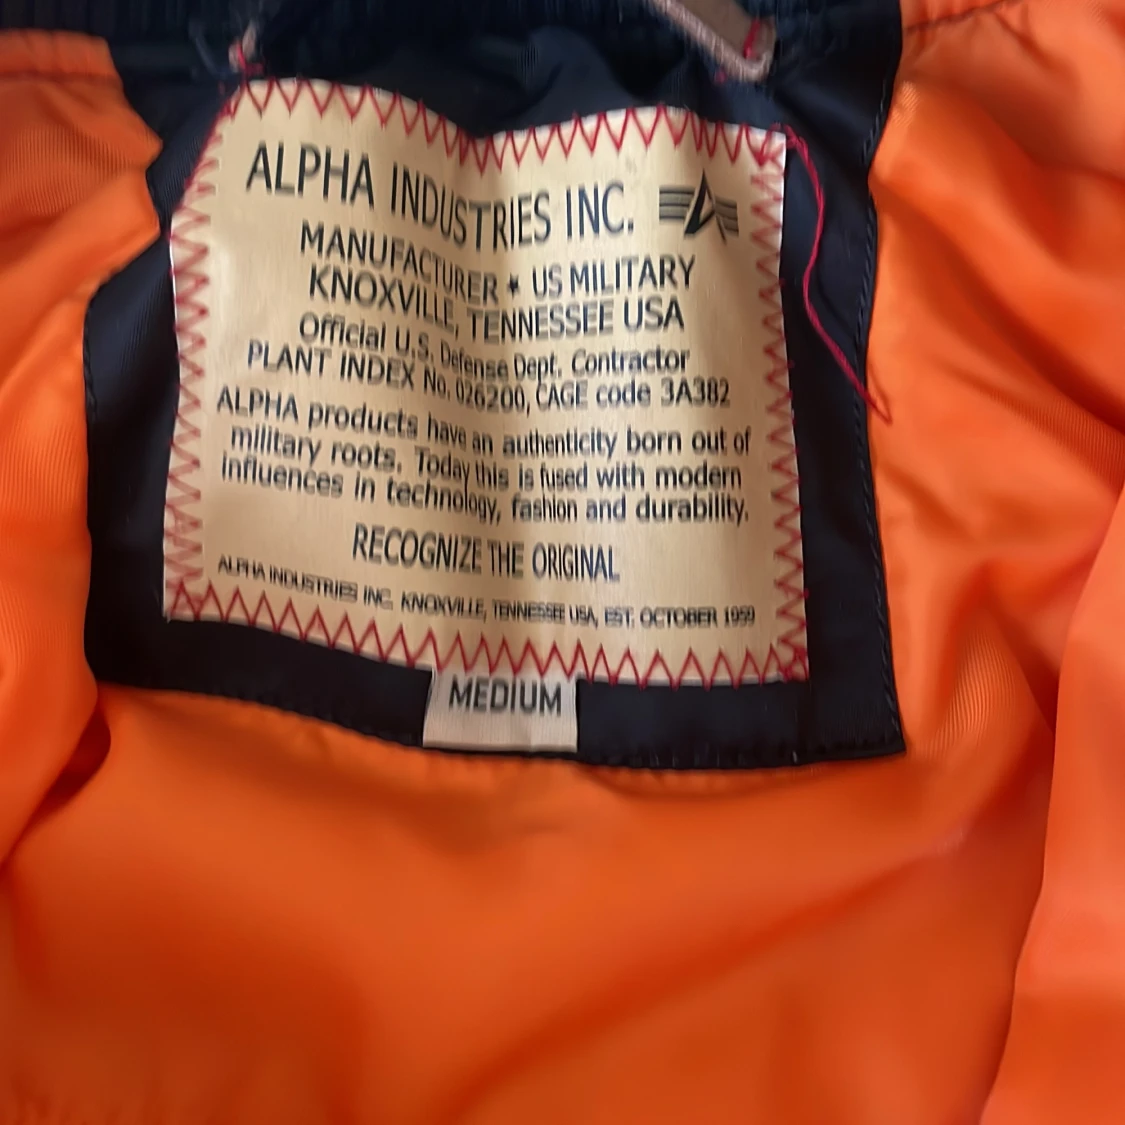 ALPHA INDUSTRIES INC.
MANUFACTURER ★ US MILITARY
KNOXVILLE, TENNESSEE USA
Official U.S. Defense Dept. Contractor
PLANT INDEX No. 026200, CAGE code 3A382
ALPHA products have an authenticity born out of
military roots. Today this is fused with modern
influences in technology, fashion and durability.
RECOGNIZE THE ORIGINAL
ALPHA INDUSTRIES INC. KNOXVILLE, TENNESSEE USA, EST. OCTOBER 1959
MEDIUM